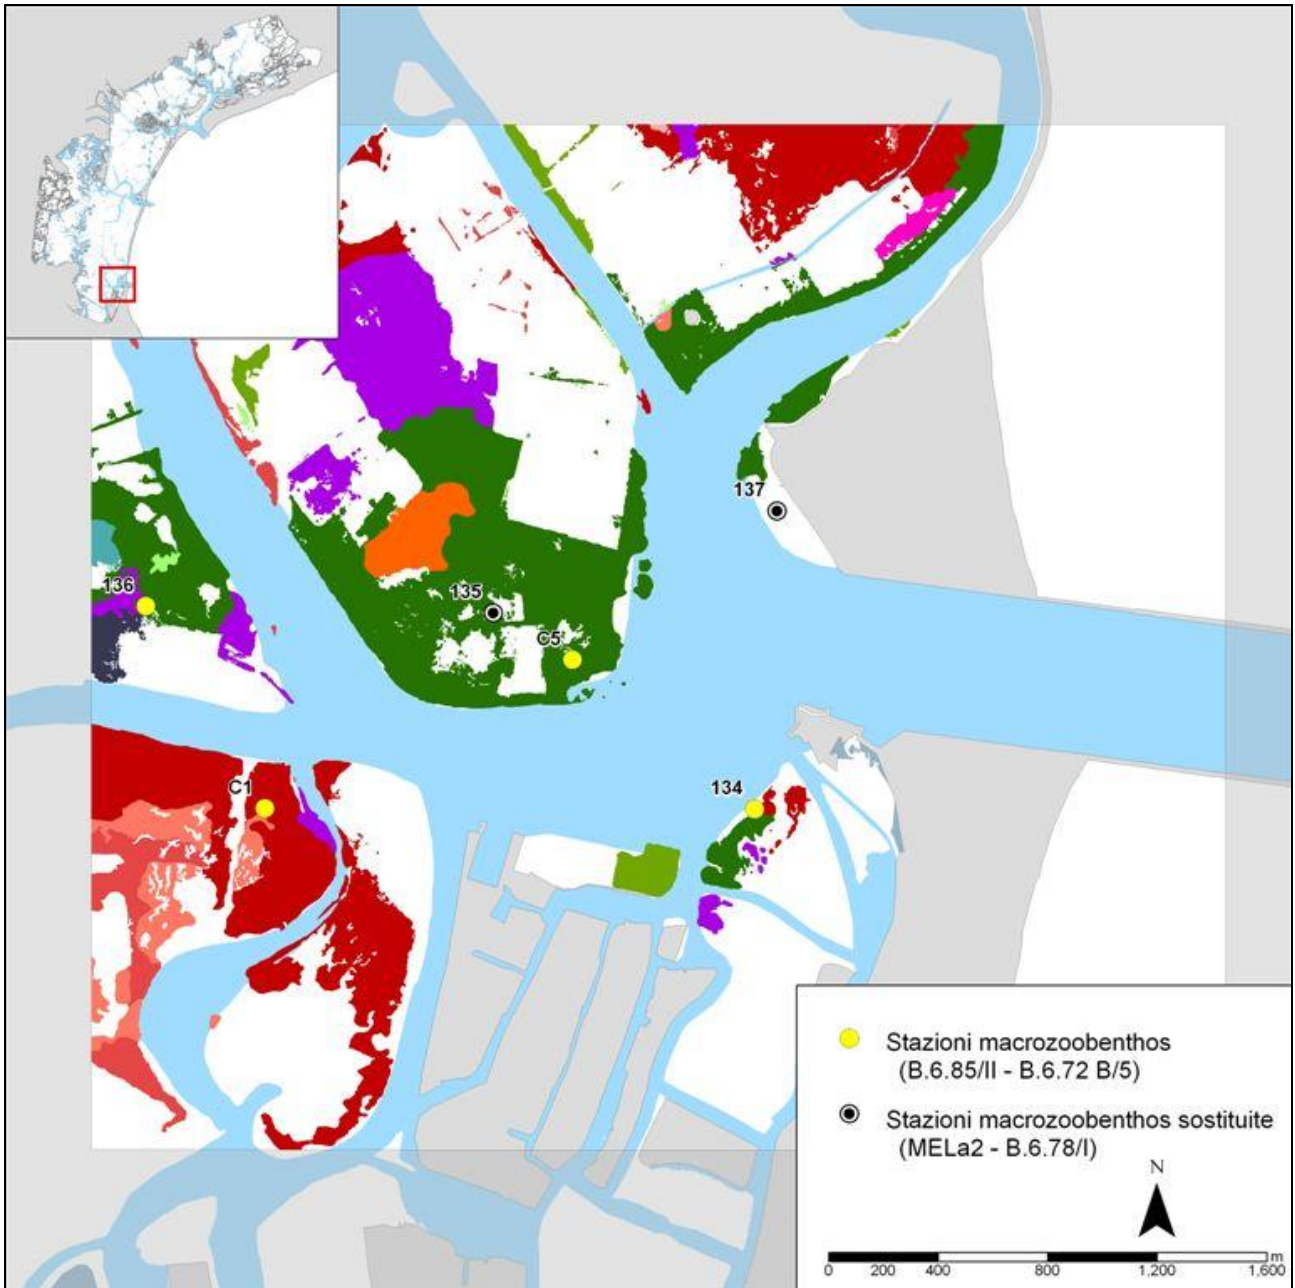 137
136
135
C5
C1
134
Stazioni macrozoobenthos
(B.6.85/II - B.6.72 B/5)
Stazioni macrozoobenthos sostituite
(MELa2 - B.6.78/I)
N
m
0 200 400 800 1,200 1,600